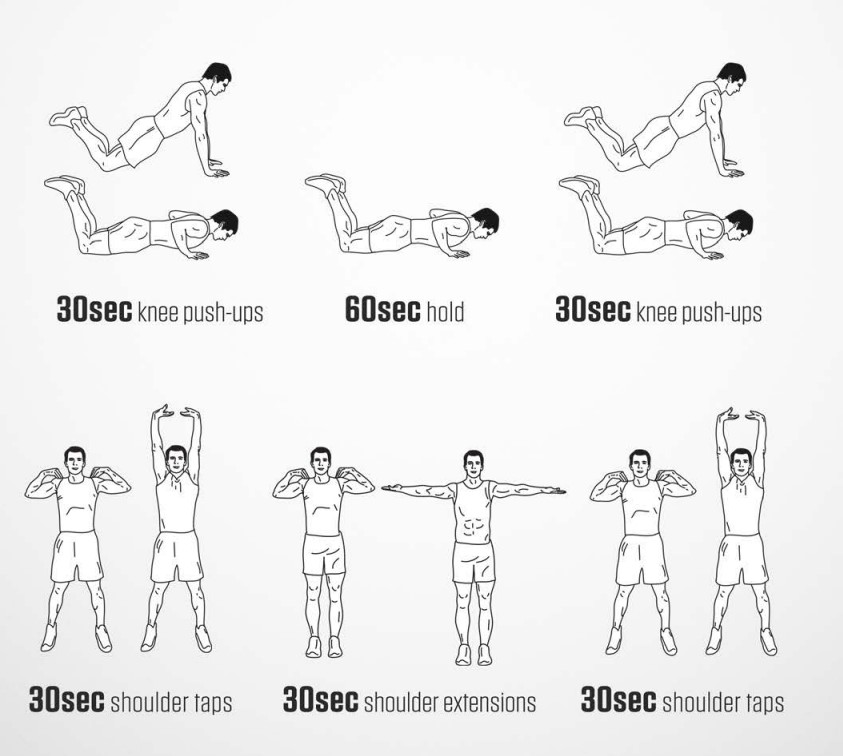 30sec knee push-ups
60sec hold
30sec knee push-ups
30sec shoulder taps
30sec shoulder extensions
30sec shoulder taps